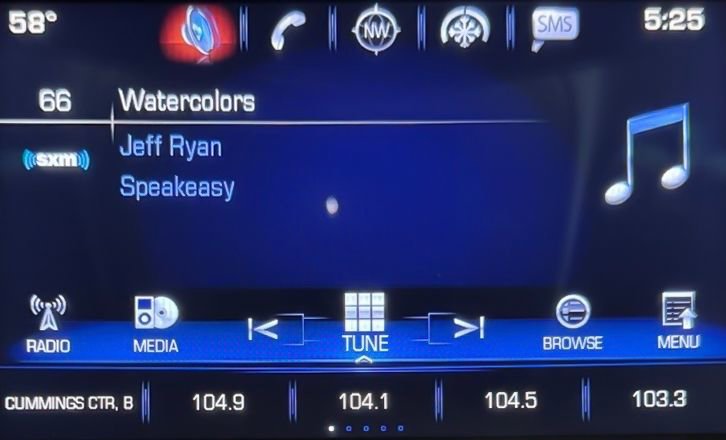 58° NW SMS 5:25
66 Watercolors
((sxm)) Jeff Ryan
Speakeasy
RADIO MEDIA TUNE BROWSE MENU
CUMMINGS CTR, B 104.9 104.1 104.5 103.3